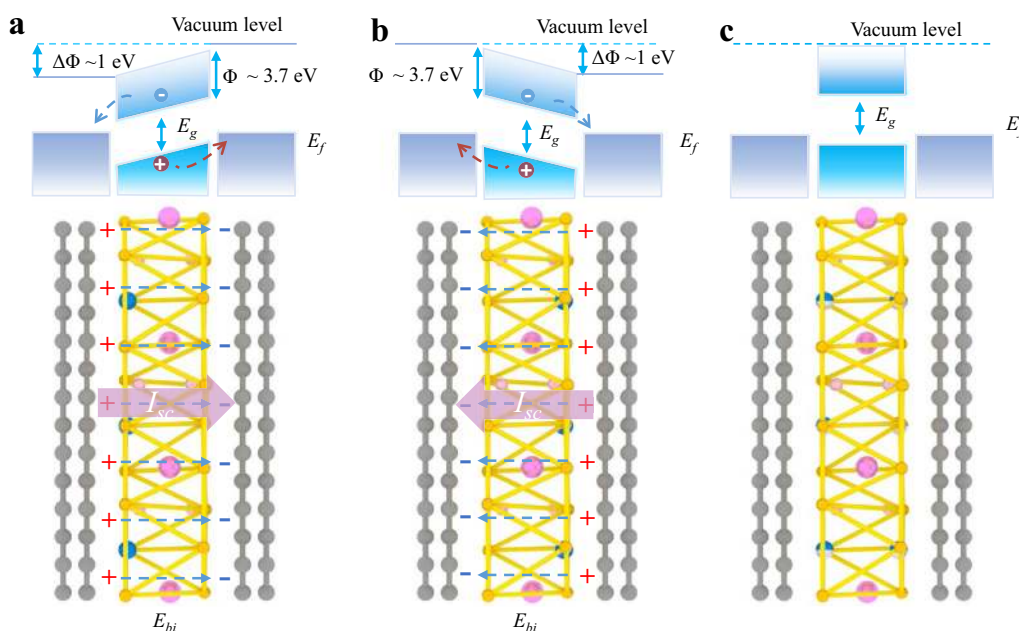 a
Vacuum level
ΔΦ ~1 eV
Φ ~ 3.7 eV
-
E_g
E_f
+
+ -
+ -
+ -
+ I_sc -
+ -
+ -
+ -
E_bi
b
Vacuum level
Φ ~ 3.7 eV
ΔΦ ~1 eV
-
E_g
E_f
+
- +
- +
- +
- I_sc +
- +
- +
- +
E_bi
c
Vacuum level
E_g